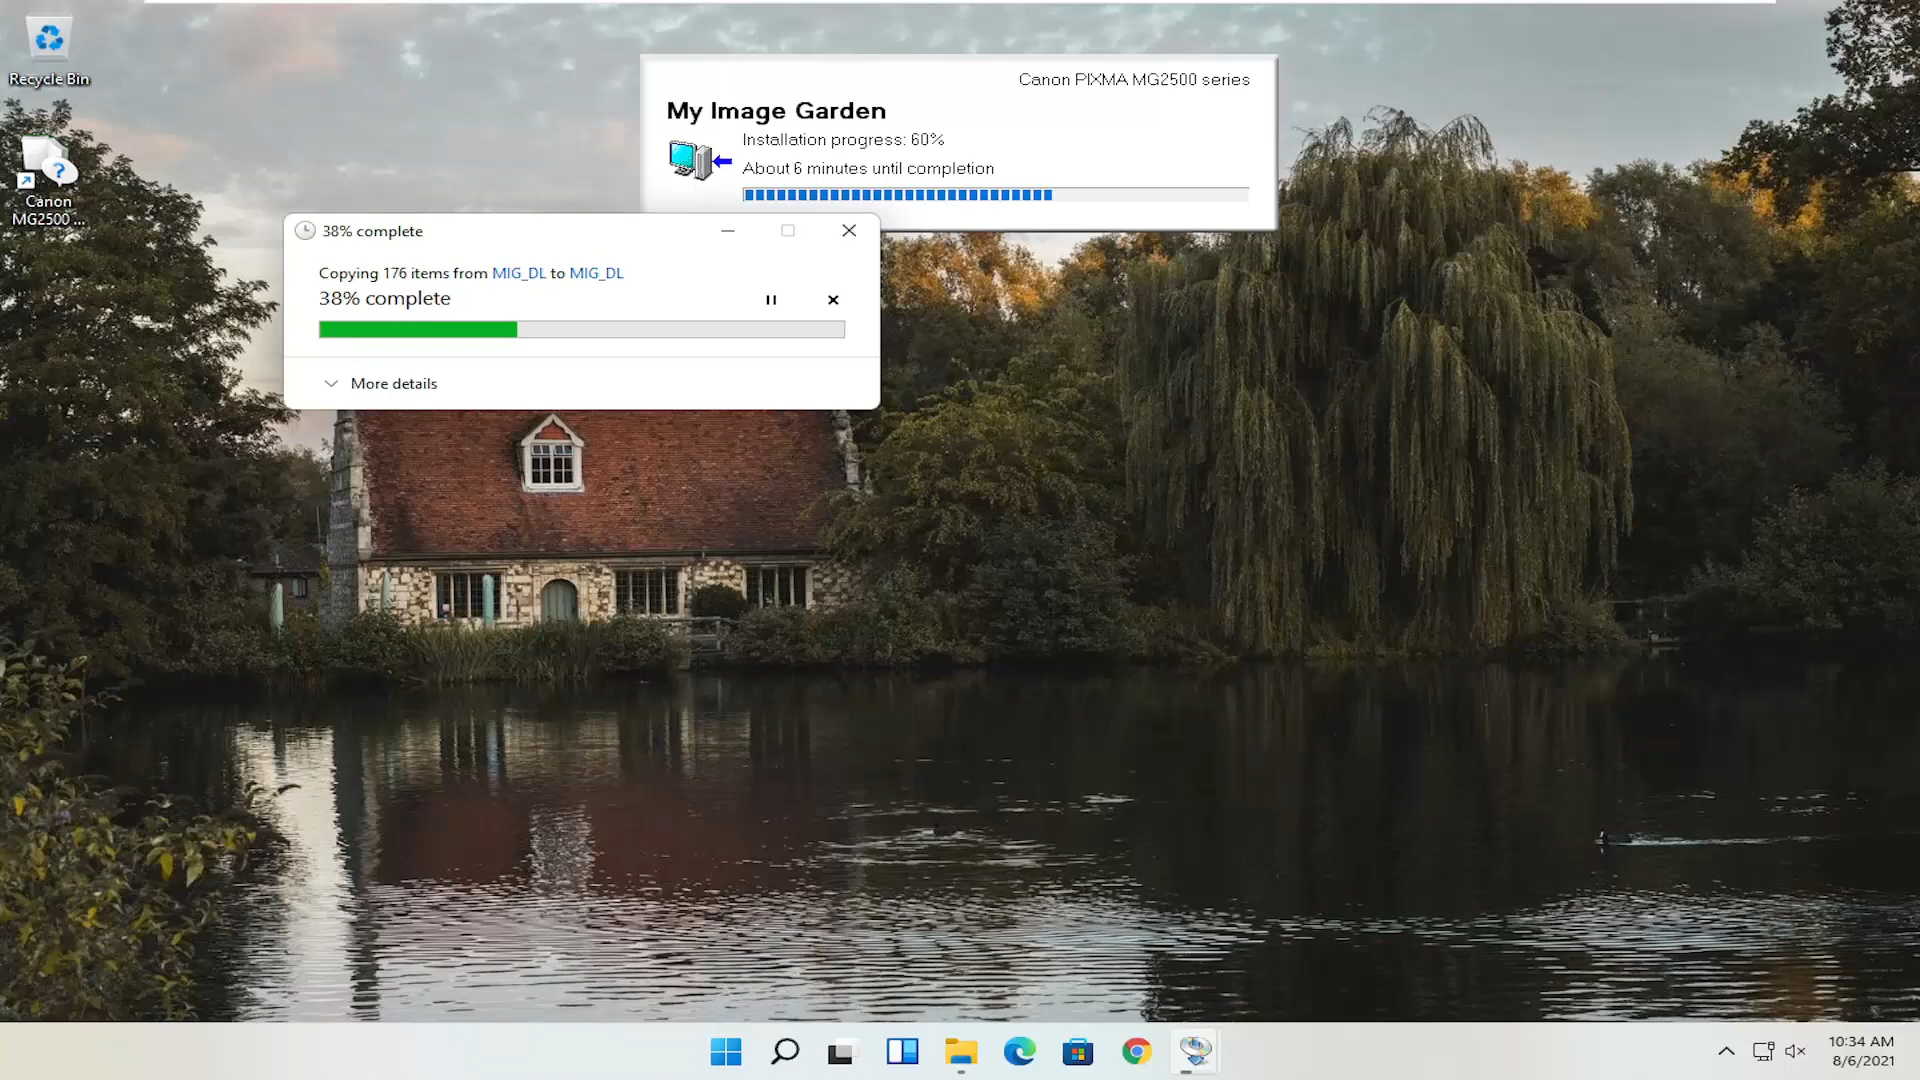 Recycle Bin
Canon
MG2500 ...
Canon PIXMA MG2500 series
My Image Garden
Installation progress: 60%
About 6 minutes until completion
38% complete
Copying 176 items from MIG_DL to MIG_DL
38% complete
More details
10:34 AM
8/6/2021